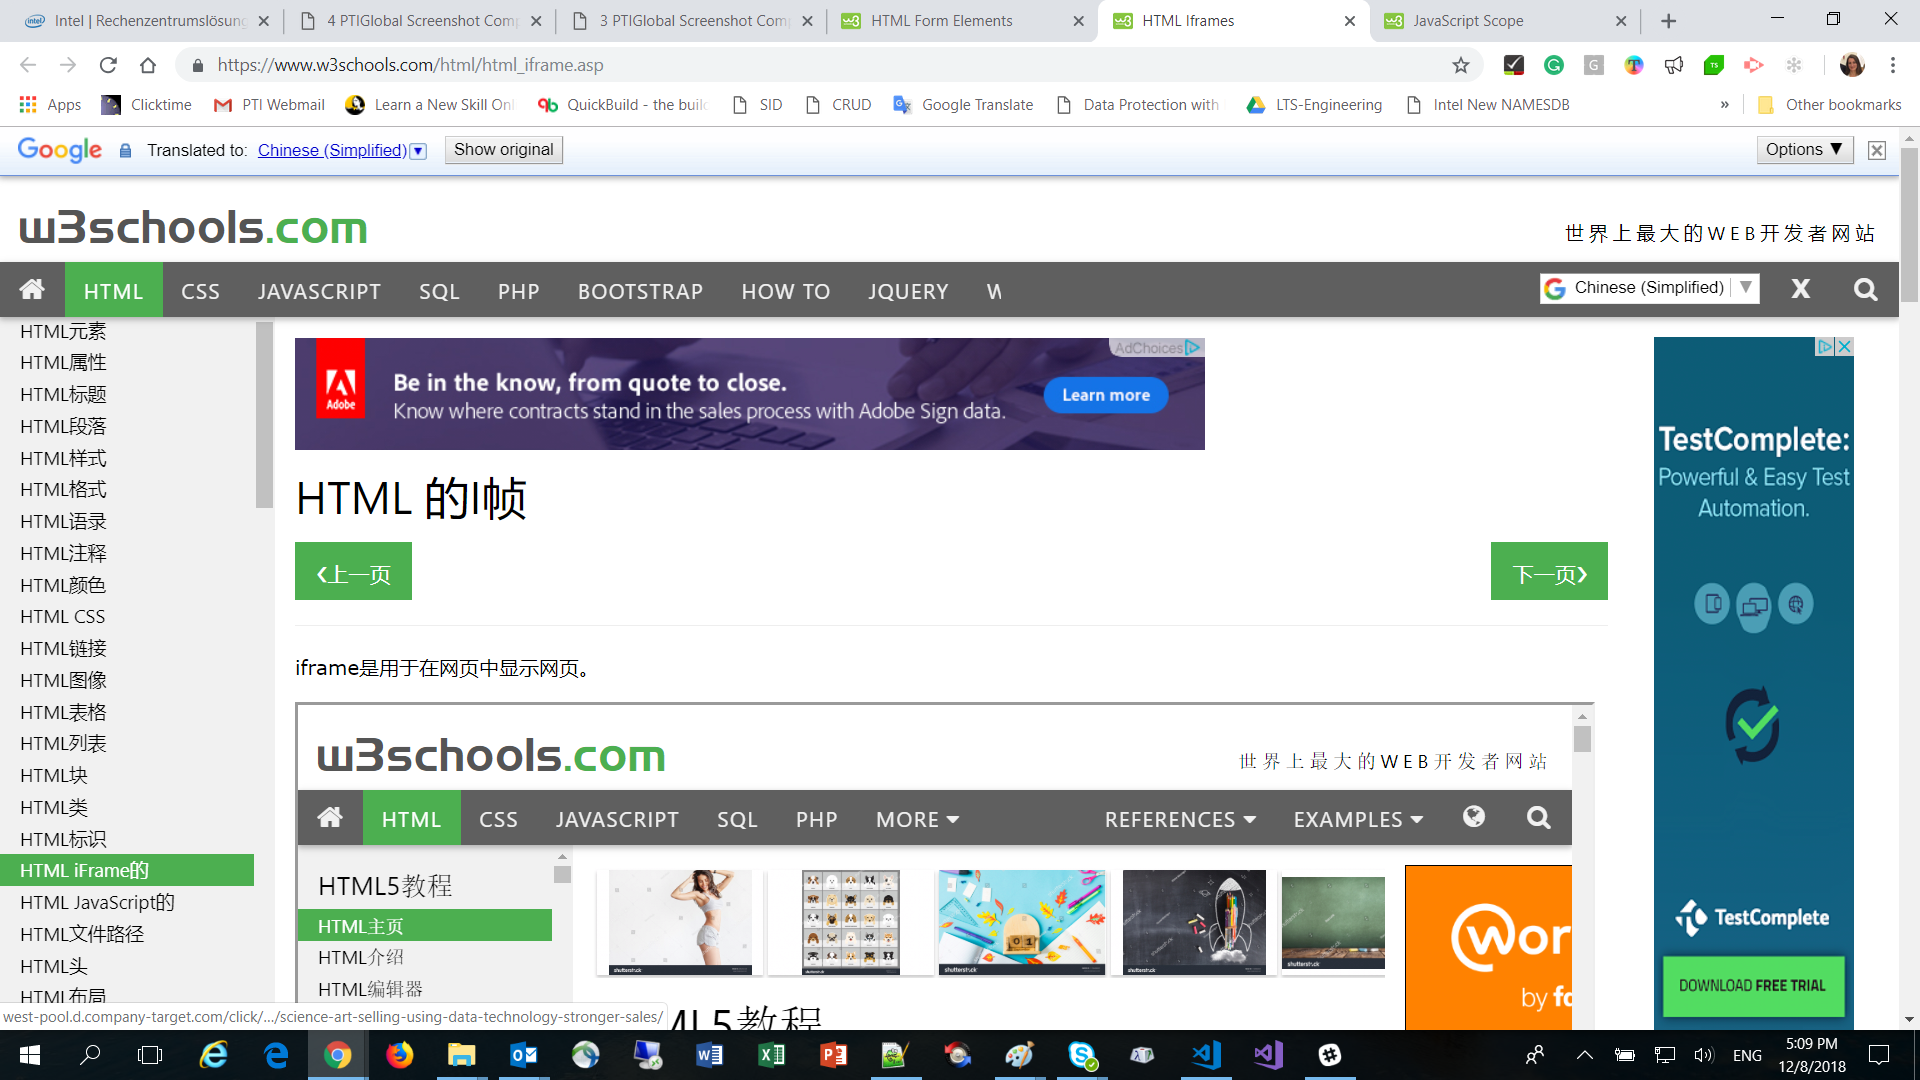 Intel | Rechenzentrumslösung
4 PTIGlobal Screenshot Comp
3 PTIGlobal Screenshot Comp
HTML Form Elements
HTML Iframes
JavaScript Scope
https://www.w3schools.com/html/html_iframe.asp
Apps
Clicktime
PTI Webmail
Learn a New Skill Onl
QuickBuild - the build
SID
CRUD
Google Translate
Data Protection with
LTS-Engineering
Intel New NAMESDB
»
Other bookmarks
Google
Translated to: Chinese (Simplified)
Show original
Options ▼
w3schools.com
世界上最大的WEB开发者网站
HTML CSS JAVASCRIPT SQL PHP BOOTSTRAP HOW TO JQUERY W
Chinese (Simplified) ▼
X
HTML元素
HTML属性
HTML标题
HTML段落
HTML样式
HTML格式
HTML语录
HTML注释
HTML颜色
HTML CSS
HTML链接
HTML图像
HTML表格
HTML列表
HTML块
HTML类
HTML标识
HTML iFrame的
HTML JavaScript的
HTML文件路径
HTML头
HTML布局
AdChoices
Adobe
Be in the know, from quote to close.
Know where contracts stand in the sales process with Adobe Sign data.
Learn more
HTML 的I帧
❮上一页
下一页❯
iframe是用于在网页中显示网页。
w3schools.com
世界上最大的WEB开发者网站
HTML CSS JAVASCRIPT SQL PHP MORE REFERENCES EXAMPLES
HTML5教程
HTML主页
HTML介绍
HTML编辑器
shutterstock
shutterstock
shutterstock
01
shutterstock
shutterstock
Wor
by fo
ML5教程
TestComplete:
Powerful & Easy Test
Automation.
TestComplete
DOWNLOAD FREE TRIAL
west-pool.d.company-target.com/click/.../science-art-selling-using-data-technology-stronger-sales/
ENG
5:09 PM
12/8/2018